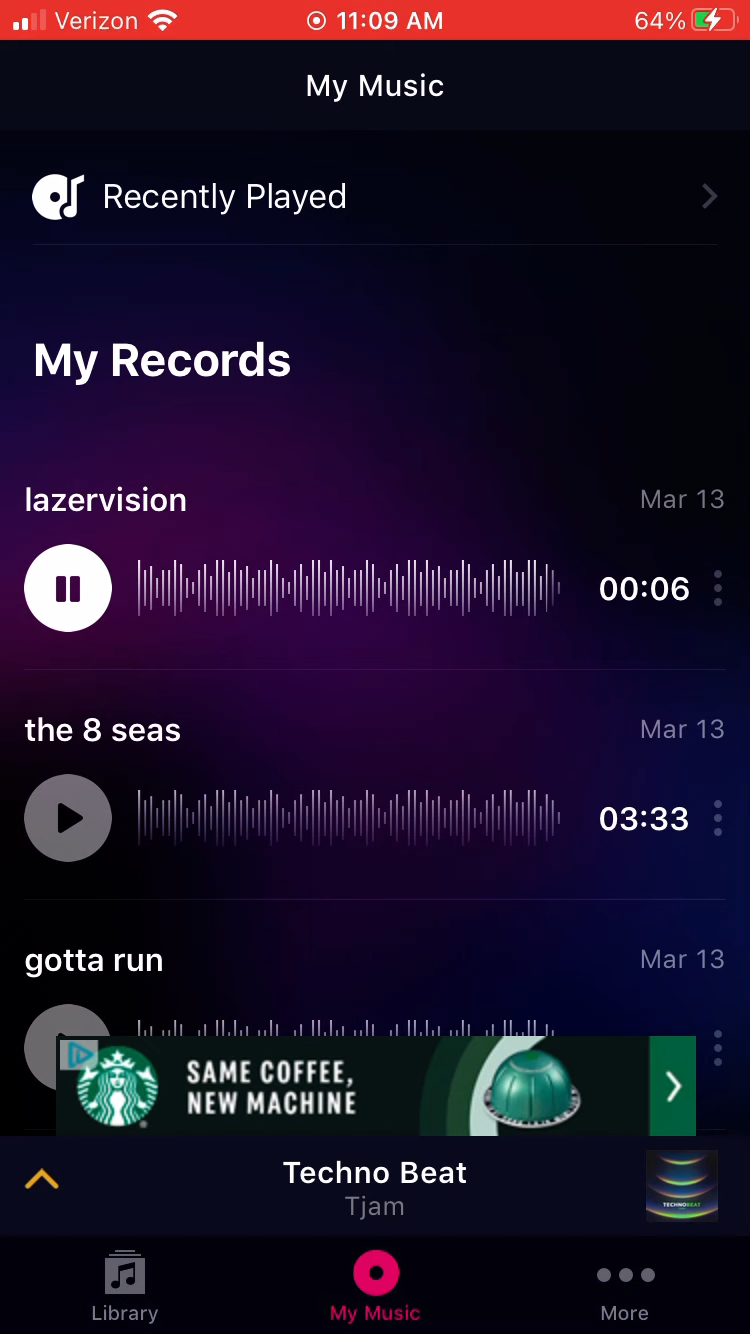 Verizon 11:09 AM 64%
My Music
Recently Played
My Records
lazervision Mar 13
00:06
the 8 seas Mar 13
03:33
gotta run Mar 13
SAME COFFEE,
NEW MACHINE
Techno Beat
Tjam
TECHNOBEAT
Library My Music More